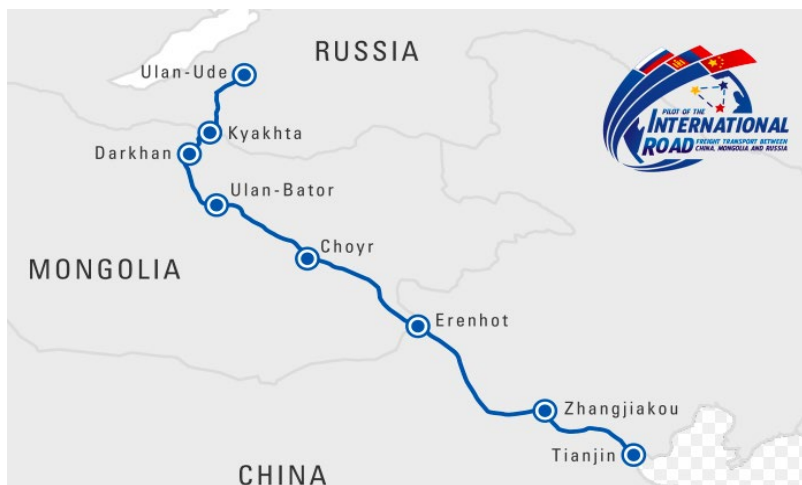 RUSSIA
Ulan-Ude
Kyakhta
Darkhan
Ulan-Bator
Choyr
MONGOLIA
Erenhot
Zhangjiakou
Tianjin
CHINA
PILOT OF THE
INTERNATIONAL
ROAD
FREIGHT TRANSPORT BETWEEN
CHINA, MONGOLIA AND RUSSIA